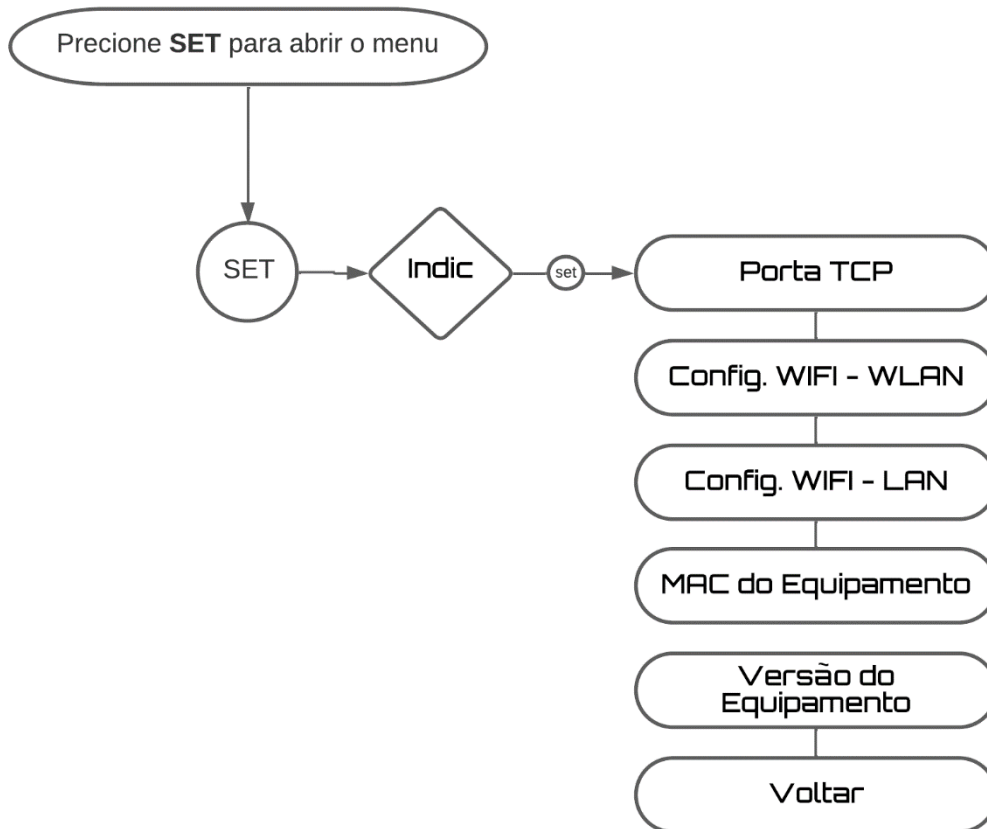 Precione SET para abrir o menu
SET
Indic
set
Porta TCP
Config. WIFI - WLAN
Config. WIFI - LAN
MAC do Equipamento
Versão do
Equipamento
Voltar